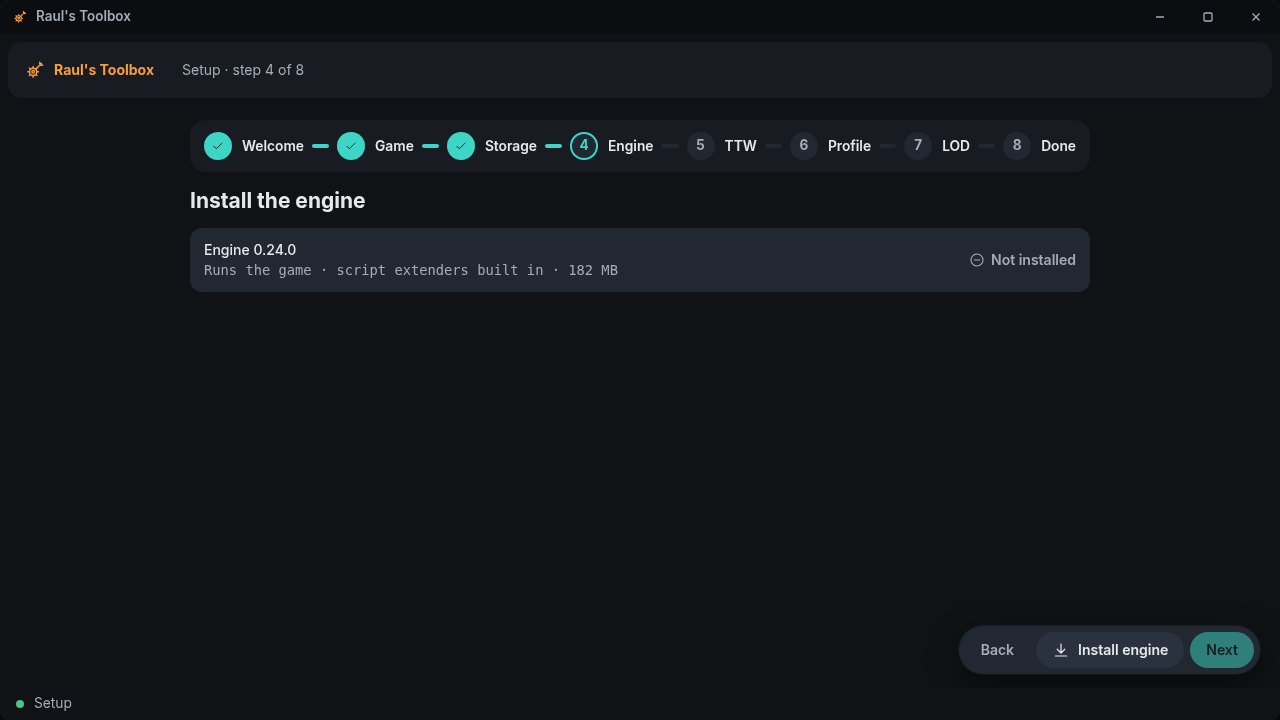 Raul's Toolbox
Raul's Toolbox
Setup · step 4 of 8
Welcome
Game
Storage
4 Engine
5 TTW
6 Profile
7 LOD
8 Done
Install the engine
Engine 0.24.0
Runs the game · script extenders built in · 182 MB
Not installed
Back
Install engine
Next
Setup